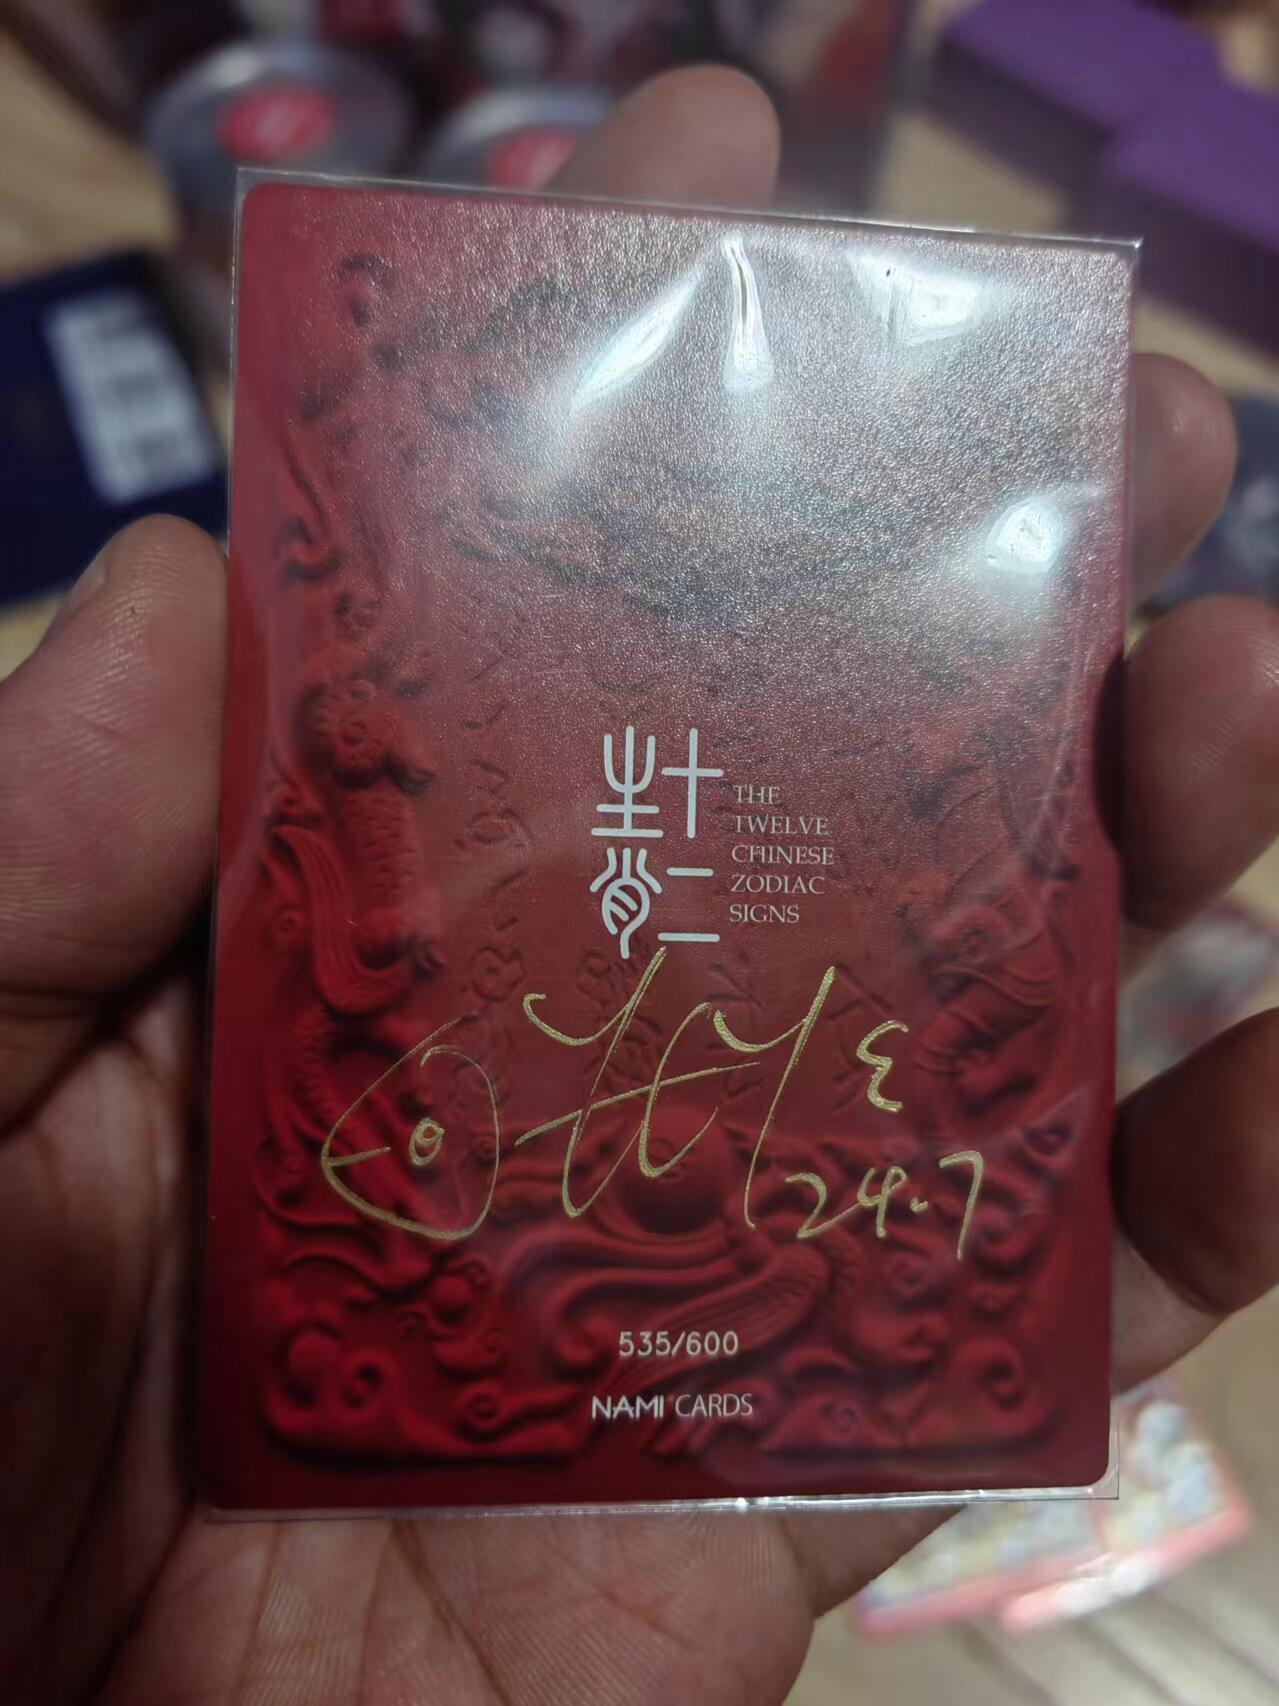 十二生肖
THE
TWELVE
CHINESE
ZODIAC
SIGNS
24.7
535/600
NAMI CARDS